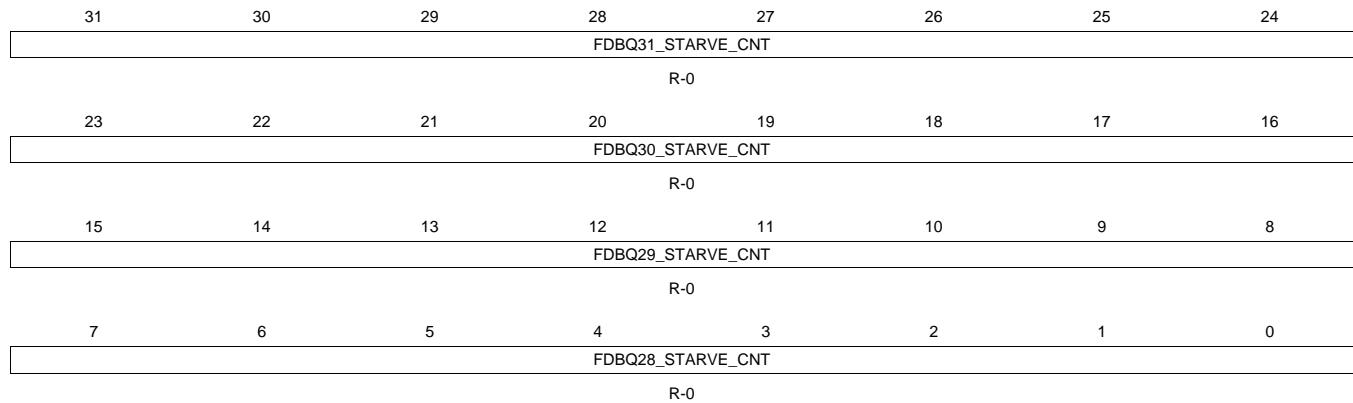 31 30 29 28 27 26 25 24
FDBQ31_STARVE_CNT
R-0
23 22 21 20 19 18 17 16
FDBQ30_STARVE_CNT
R-0
15 14 13 12 11 10 9 8
FDBQ29_STARVE_CNT
R-0
7 6 5 4 3 2 1 0
FDBQ28_STARVE_CNT
R-0